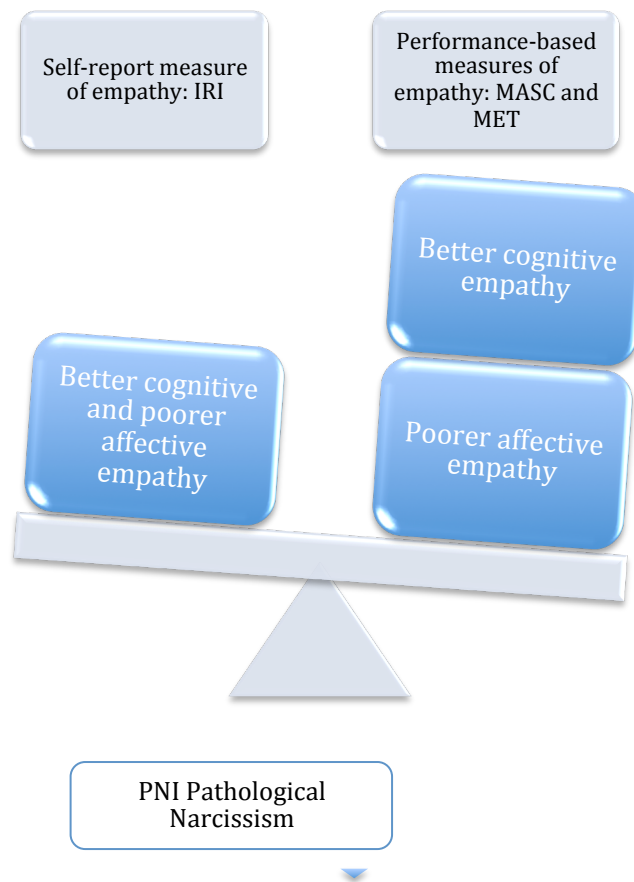 Self-report measure
of empathy: IRI
Performance-based
measures of
empathy: MASC and
MET
Better cognitive
empathy
Better cognitive
and poorer
affective
empathy
Poorer affective
empathy
PNI Pathological
Narcissism